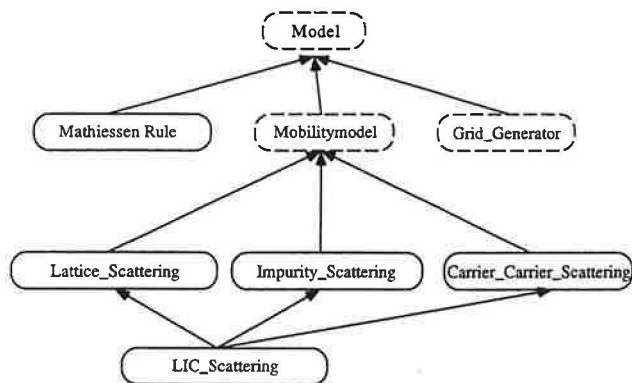 Model
Mathiessen Rule
Mobilitymodel
Grid_Generator
Lattice_Scattering
Impurity_Scattering
Carrier_Carrier_Scattering
LIC_Scattering